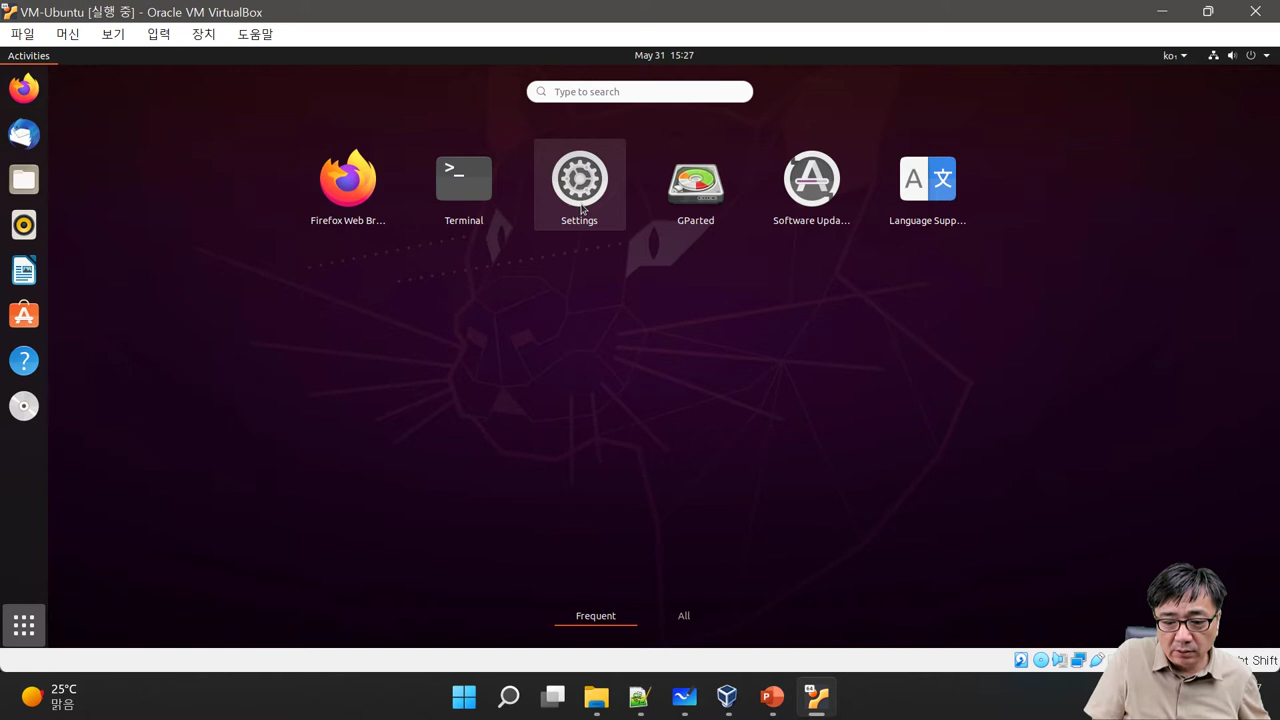 VM-Ubuntu [실행 중] - Oracle VM VirtualBox
파일 머신 보기 입력 장치 도움말
Activities May 31 15:27 ko₁
Type to search
Firefox Web Br... Terminal Settings GParted Software Upda... Language Supp...
Frequent All
Shift
25°C
맑음